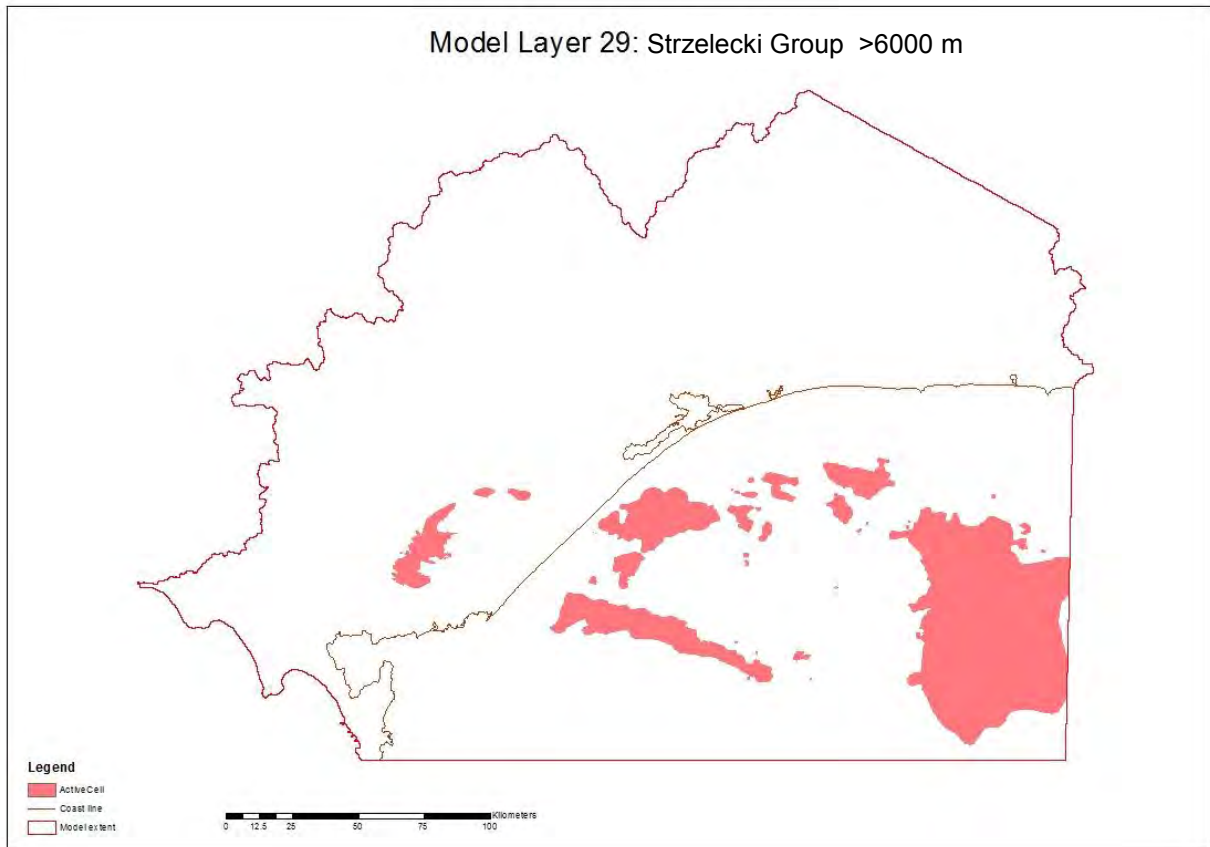 Model Layer 29: Strzelecki Group >6000 m
Legend
ActiveCell
Coast line
Model extent
Kilometers
0 12.5 25 50 75 100